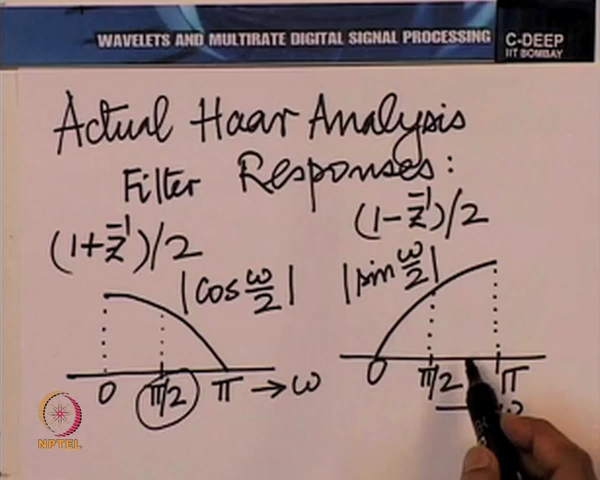 WAVELETS AND MULTIRATE DIGITAL SIGNAL PROCESSING
C-DEEP
IIT BOMBAY
Actual Haar Analysis
Filter Responses:
(1+z⁻¹)/2
(1-z⁻¹)/2
|cos ω/2|
|sin ω/2|
0 π/2 π → ω
0 π/2 π
NPTEL